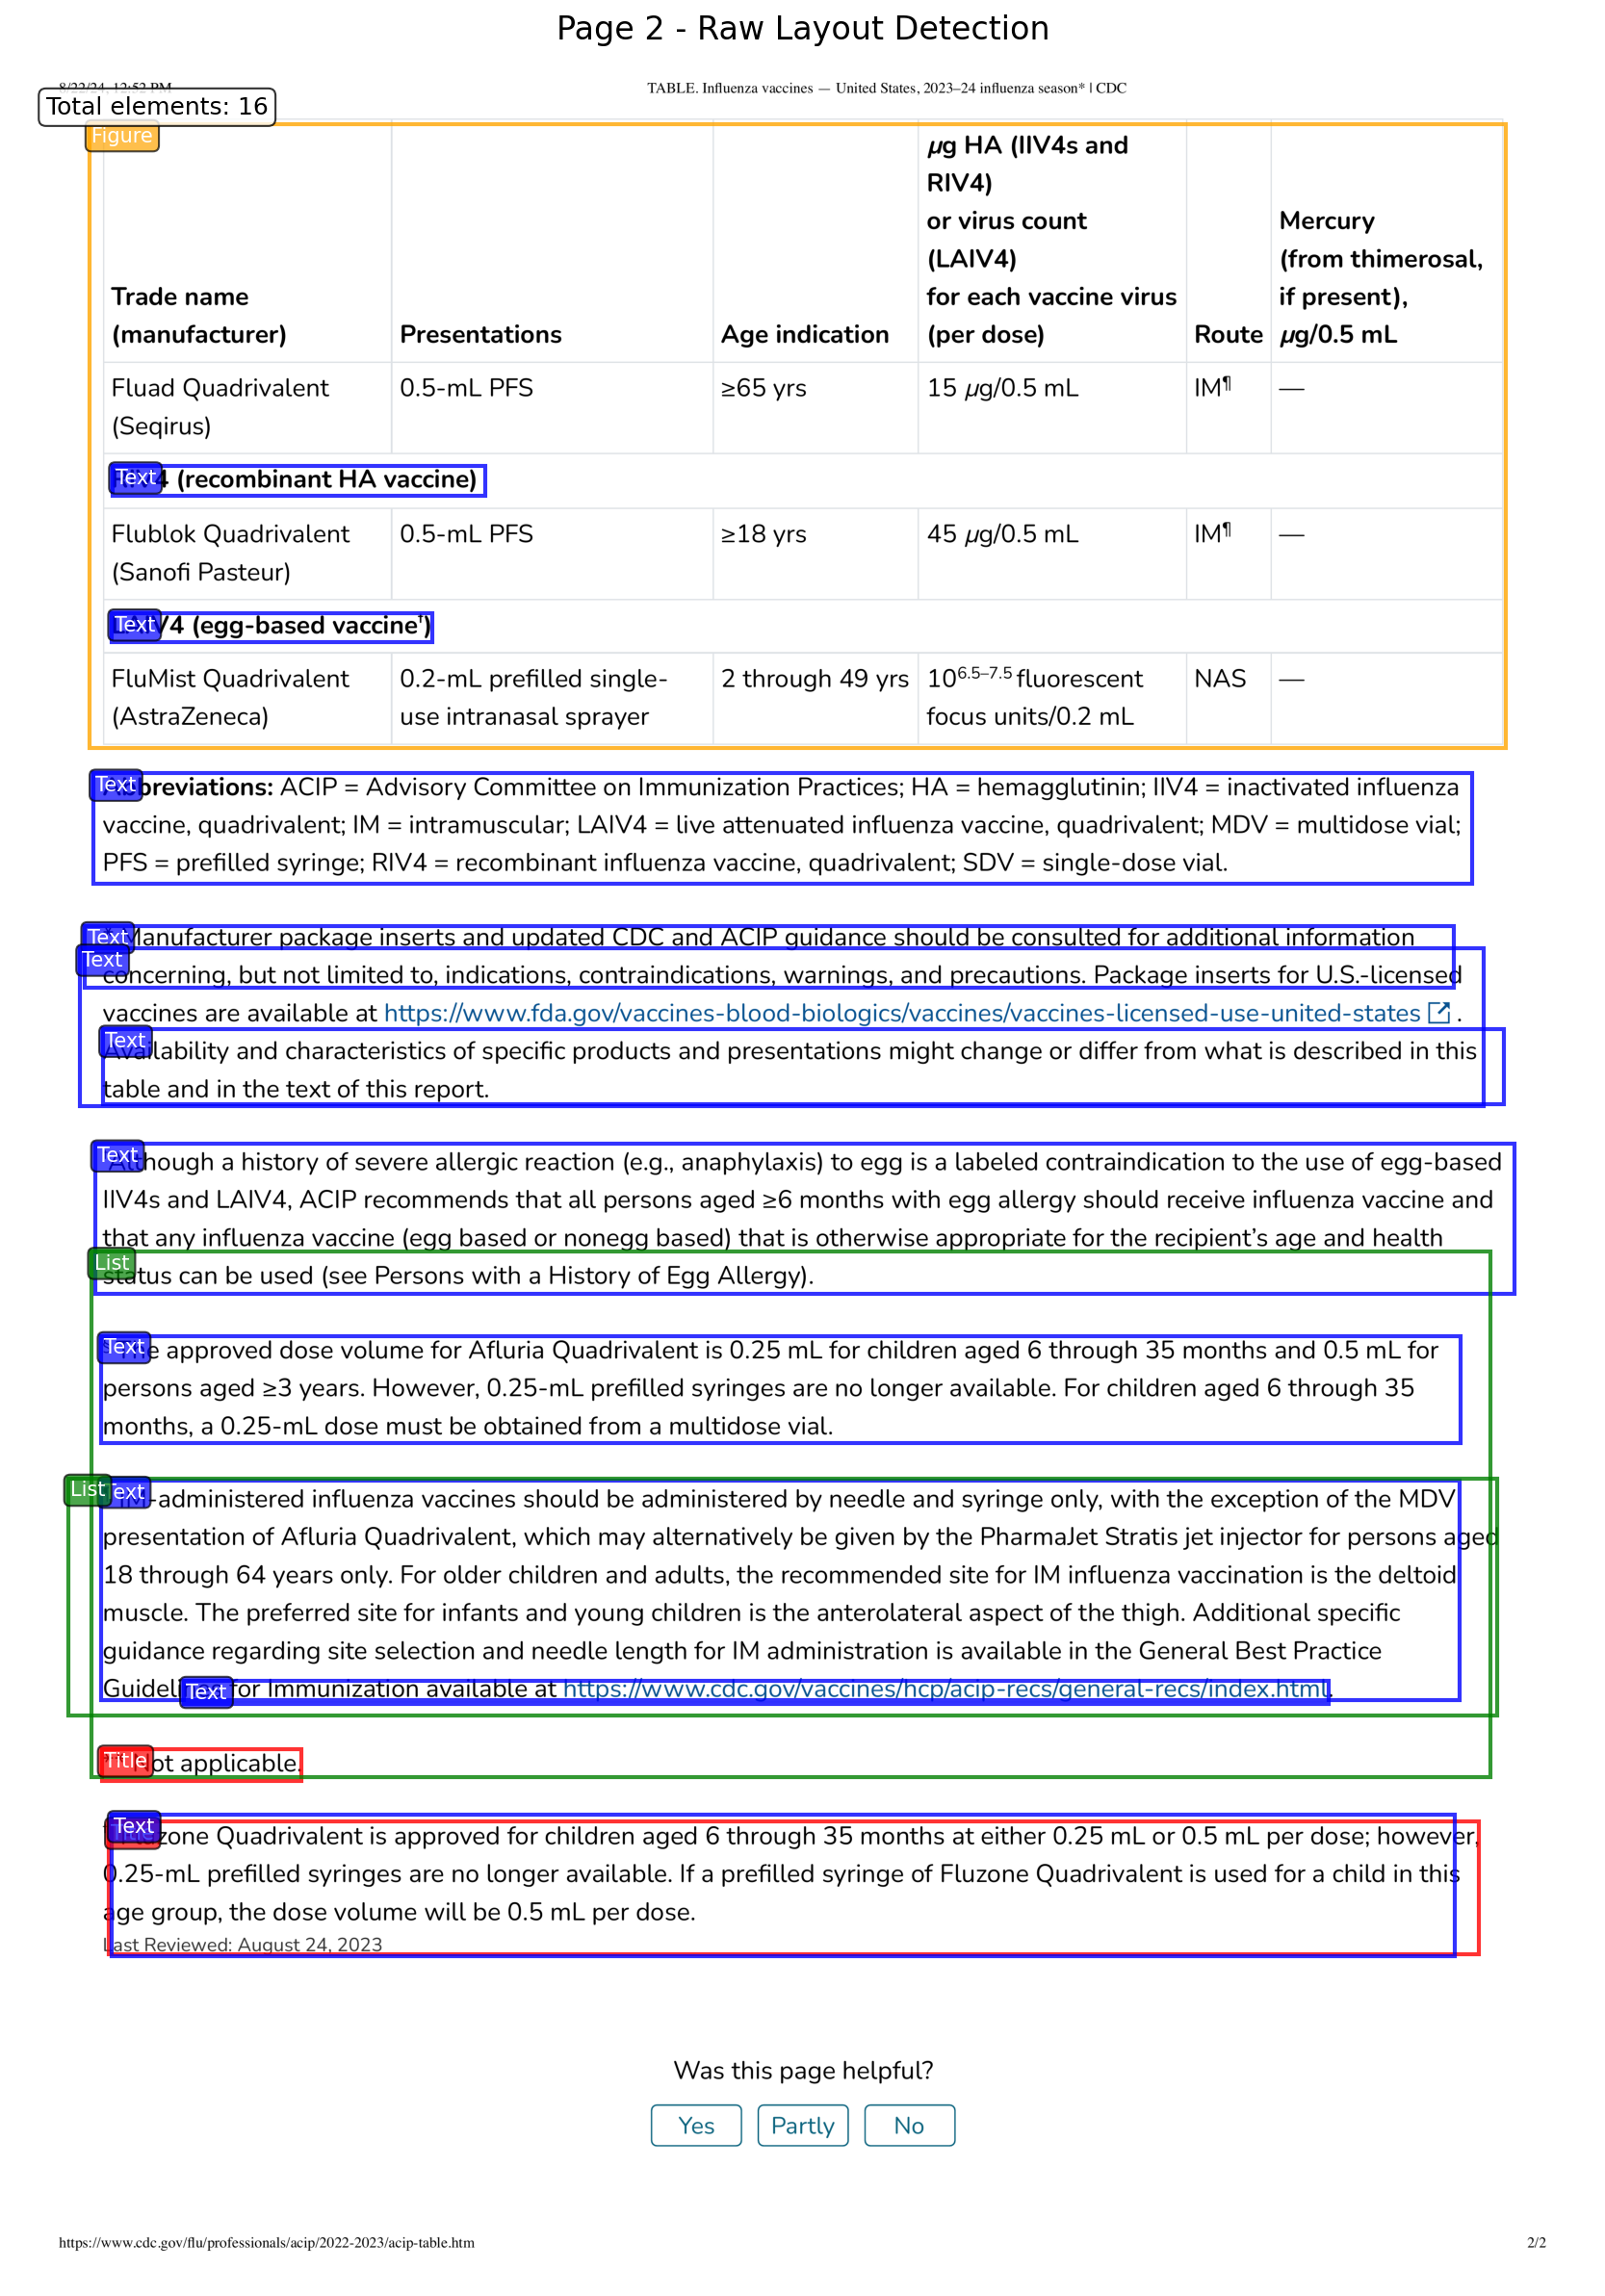 Page 2 - Raw Layout Detection
8/22/24, 12:52 PM
TABLE. Influenza vaccines — United States, 2023–24 influenza season* | CDC
Total elements: 16
Figure
Trade name
(manufacturer)
Presentations
Age indication
µg HA (IIV4s and
RIV4)
or virus count
(LAIV4)
for each vaccine virus
(per dose)
Route
Mercury
(from thimerosal,
if present),
µg/0.5 mL
Fluad Quadrivalent
(Seqirus)
0.5-mL PFS
≥65 yrs
15 µg/0.5 mL
IM¶
—
Text
4 (recombinant HA vaccine)
Flublok Quadrivalent
(Sanofi Pasteur)
0.5-mL PFS
≥18 yrs
45 µg/0.5 mL
IM¶
—
Text
V4 (egg-based vaccine†)
FluMist Quadrivalent
(AstraZeneca)
0.2-mL prefilled single-
use intranasal sprayer
2 through 49 yrs
10^6.5–7.5 fluorescent
focus units/0.2 mL
NAS
—
Text
breviations: ACIP = Advisory Committee on Immunization Practices; HA = hemagglutinin; IIV4 = inactivated influenza
vaccine, quadrivalent; IM = intramuscular; LAIV4 = live attenuated influenza vaccine, quadrivalent; MDV = multidose vial;
PFS = prefilled syringe; RIV4 = recombinant influenza vaccine, quadrivalent; SDV = single-dose vial.
Text
Manufacturer package inserts and updated CDC and ACIP guidance should be consulted for additional information
Text
concerning, but not limited to, indications, contraindications, warnings, and precautions. Package inserts for U.S.-licensed
vaccines are available at https://www.fda.gov/vaccines-blood-biologics/vaccines/vaccines-licensed-use-united-states .
Text
Availability and characteristics of specific products and presentations might change or differ from what is described in this
table and in the text of this report.
Text
Although a history of severe allergic reaction (e.g., anaphylaxis) to egg is a labeled contraindication to the use of egg-based
IIV4s and LAIV4, ACIP recommends that all persons aged ≥6 months with egg allergy should receive influenza vaccine and
that any influenza vaccine (egg based or nonegg based) that is otherwise appropriate for the recipient’s age and health
List
status can be used (see Persons with a History of Egg Allergy).
Text
The approved dose volume for Afluria Quadrivalent is 0.25 mL for children aged 6 through 35 months and 0.5 mL for
persons aged ≥3 years. However, 0.25-mL prefilled syringes are no longer available. For children aged 6 through 35
months, a 0.25-mL dose must be obtained from a multidose vial.
List
Text
IM-administered influenza vaccines should be administered by needle and syringe only, with the exception of the MDV
presentation of Afluria Quadrivalent, which may alternatively be given by the PharmaJet Stratis jet injector for persons aged
18 through 64 years only. For older children and adults, the recommended site for IM influenza vaccination is the deltoid
muscle. The preferred site for infants and young children is the anterolateral aspect of the thigh. Additional specific
guidance regarding site selection and needle length for IM administration is available in the General Best Practice
Guideli for Immunization available at https://www.cdc.gov/vaccines/hcp/acip-recs/general-recs/index.html.
Text
Title
Not applicable.
Text
zone Quadrivalent is approved for children aged 6 through 35 months at either 0.25 mL or 0.5 mL per dose; however,
0.25-mL prefilled syringes are no longer available. If a prefilled syringe of Fluzone Quadrivalent is used for a child in this
age group, the dose volume will be 0.5 mL per dose.
Last Reviewed: August 24, 2023
Was this page helpful?
Yes
Partly
No
https://www.cdc.gov/flu/professionals/acip/2022-2023/acip-table.htm
2/2